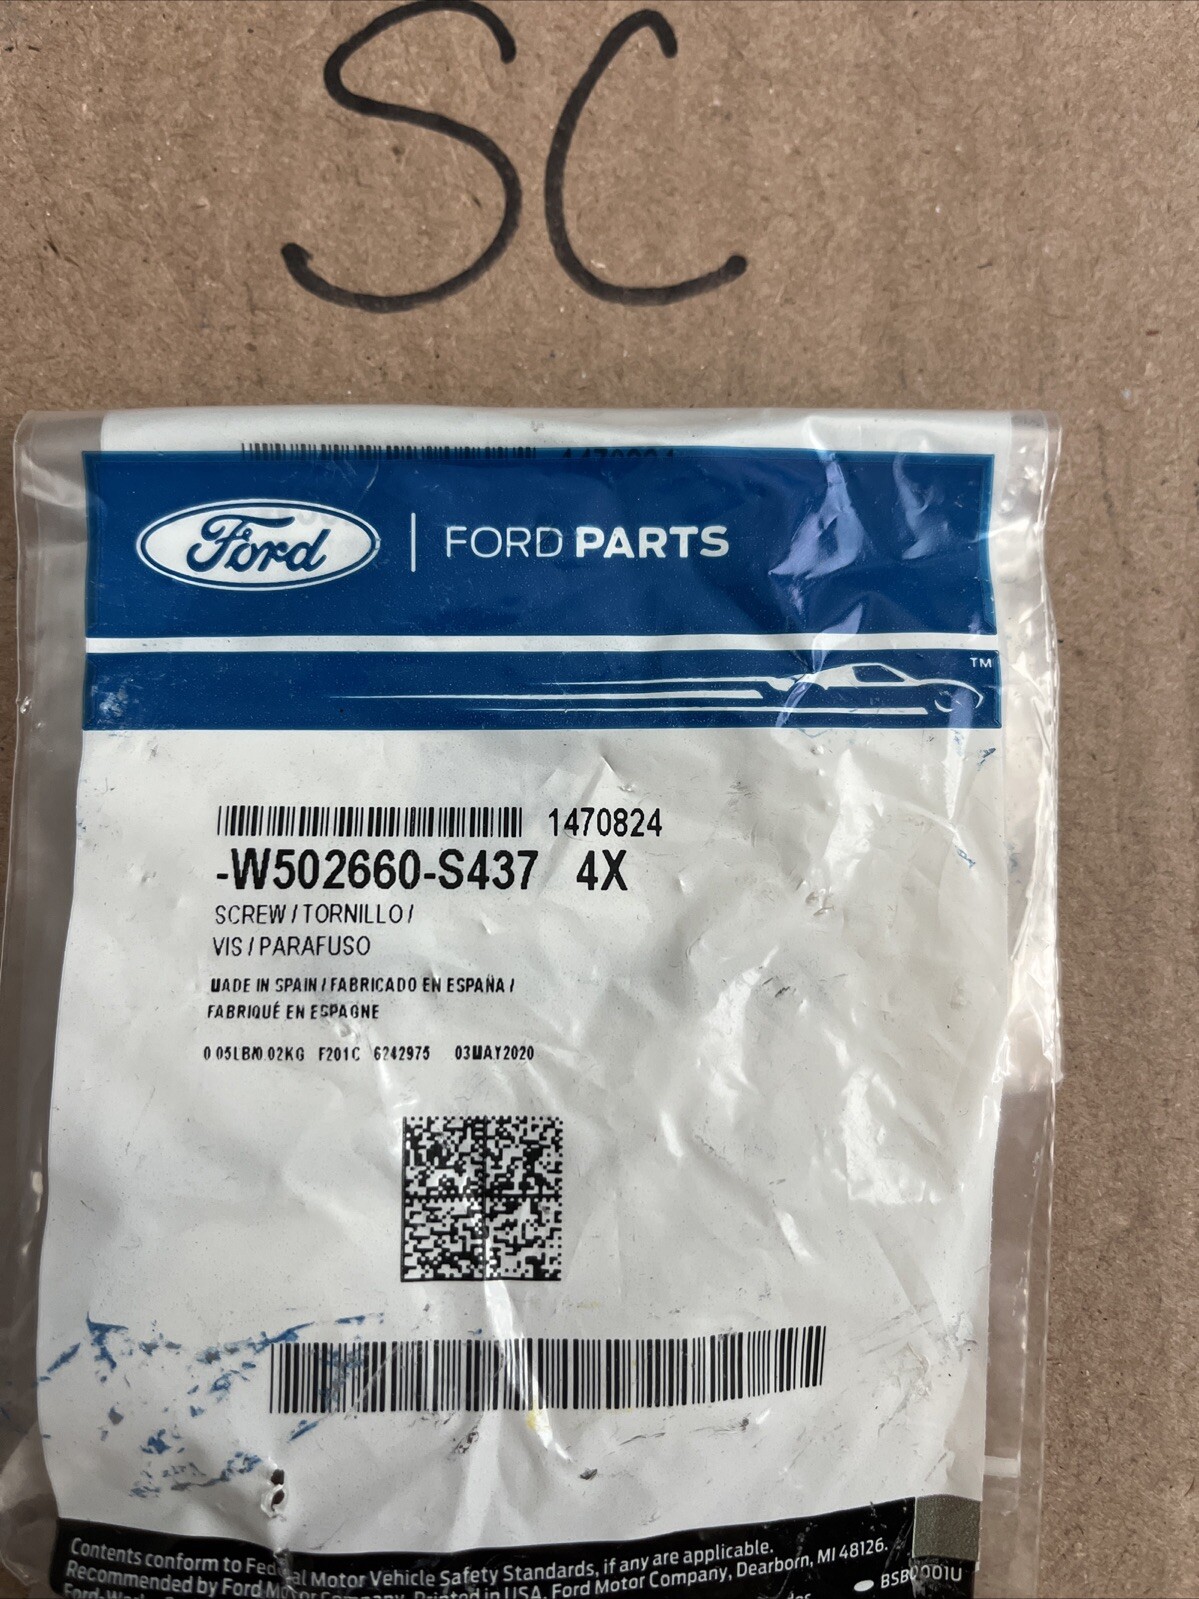 SC
Ford | FORD PARTS
TM
1470824
-W502660-S437 4X
SCREW / TORNILLO /
VIS / PARAFUSO
MADE IN SPAIN / FABRICADO EN ESPAÑA /
FABRIQUÉ EN ESPAGNE
0.05LB/0.02KG F201C 6242975 03MAY2020
Contents conform to Federal Motor Vehicle Safety Standards, if any are applicable.
Recommended by Ford Motor Company, Dearborn, MI 48126.
Printed in USA, Ford Motor Company